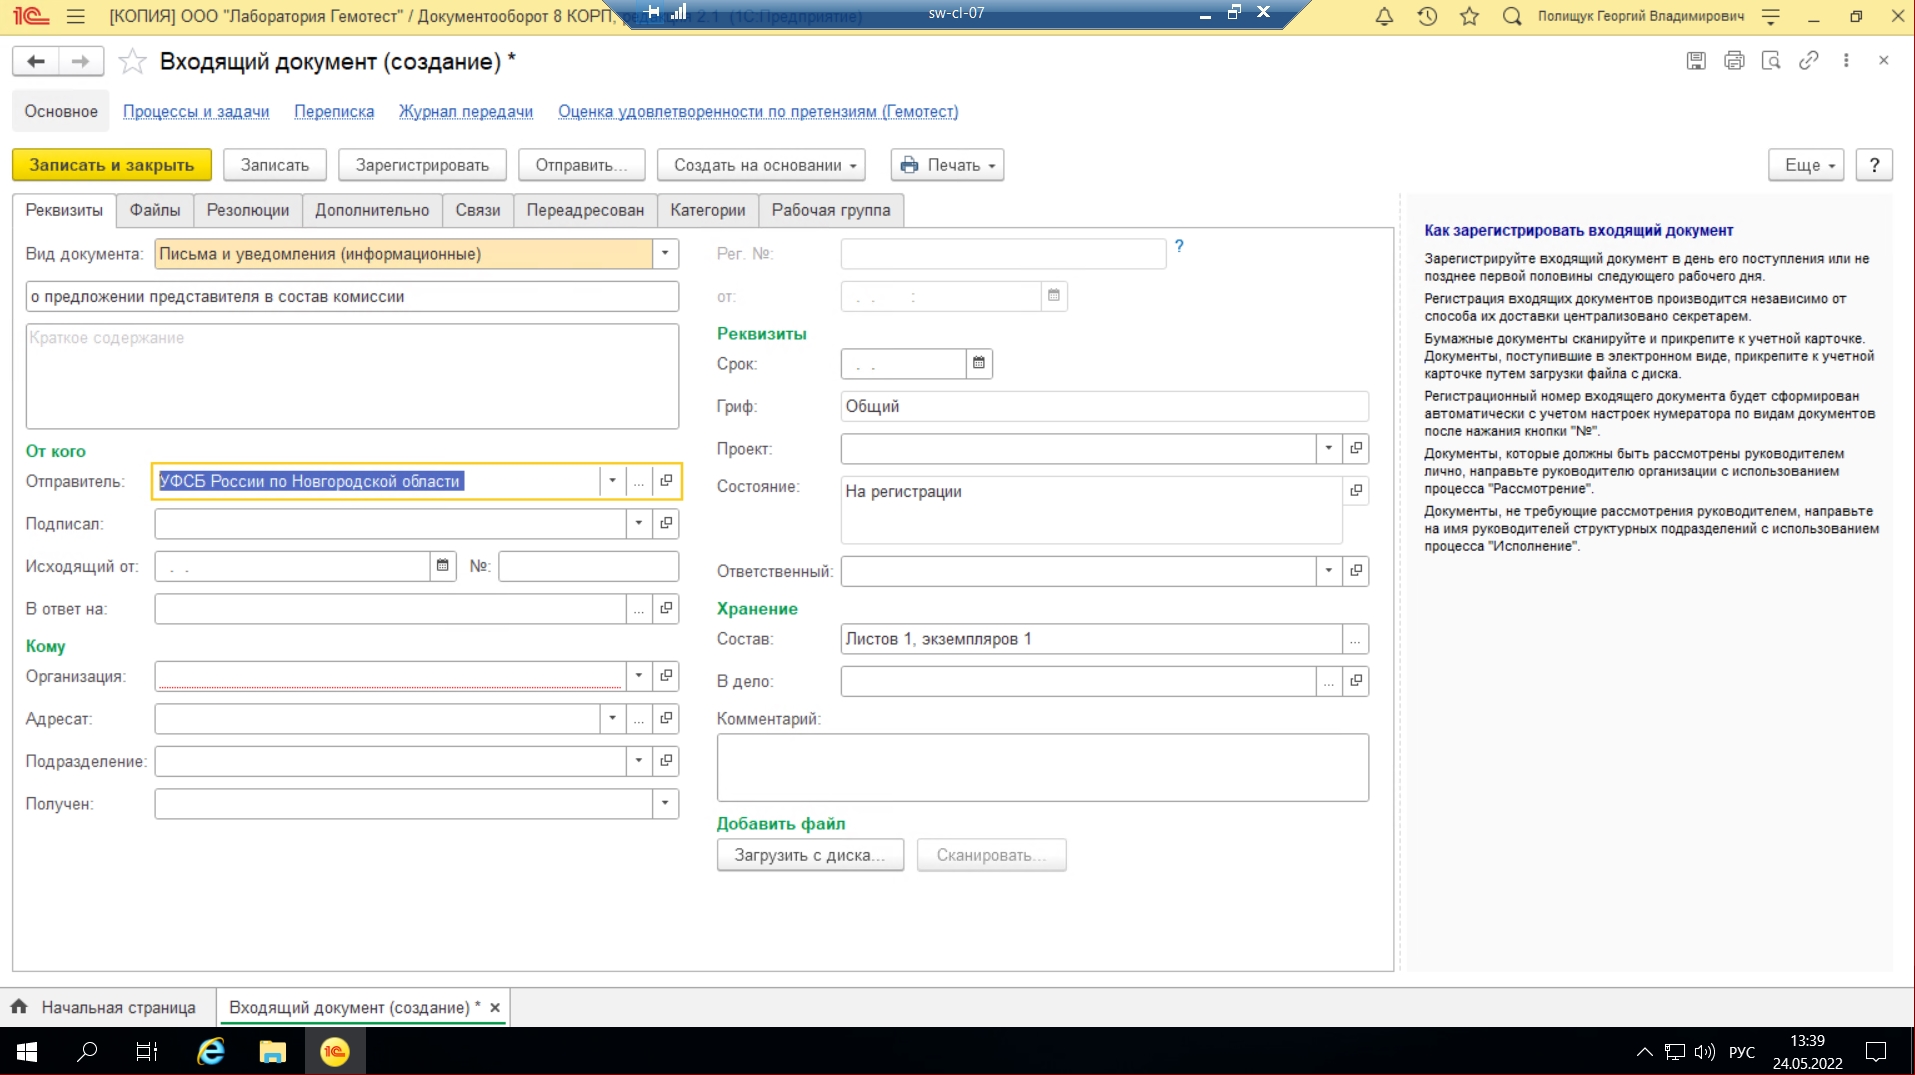 [КОПИЯ] ООО "Лаборатория Гемотест" / Документооборот 8 КОРП, редакция 2.1 (1С:Предприятие)
sw-cl-07
Полищук Георгий Владимирович
Входящий документ (создание) *
Основное
Процессы и задачи
Переписка
Журнал передачи
Оценка удовлетворенности по претензиям (Гемотест)
Записать и закрыть
Записать
Зарегистрировать
Отправить...
Создать на основании
Печать
Еще
?
Реквизиты
Файлы
Резолюции
Дополнительно
Связи
Переадресован
Категории
Рабочая группа
Вид документа: Письма и уведомления (информационные)
о предложении представителя в состав комиссии
Краткое содержание
От кого
Отправитель: УФСБ России по Новгородской области
Подписал:
Исходящий от: . . №:
В ответ на:
Кому
Организация:
Адресат:
Подразделение:
Получен:
Рег. №: ?
от: . . :
Реквизиты
Срок: . .
Гриф: Общий
Проект:
Состояние: На регистрации
Ответственный:
Хранение
Состав: Листов 1, экземпляров 1
В дело:
Комментарий:
Добавить файл
Загрузить с диска...
Сканировать...
Как зарегистрировать входящий документ
Зарегистрируйте входящий документ в день его поступления или не
позднее первой половины следующего рабочего дня.
Регистрация входящих документов производится независимо от
способа их доставки централизовано секретарем.
Бумажные документы сканируйте и прикрепите к учетной карточке.
Документы, поступившие в электронном виде, прикрепите к учетной
карточке путем загрузки файла с диска.
Регистрационный номер входящего документа будет сформирован
автоматически с учетом настроек нумератора по видам документов
после нажания кнопки "№".
Документы, которые должны быть рассмотрены руководителем
лично, направьте руководителю организации с использованием
процесса "Рассмотрение".
Документы, не требующие рассмотрения руководителем, направьте
на имя руководителей структурных подразделений с использованием
процесса "Исполнение".
Начальная страница
Входящий документ (создание) *
РУС
13:39
24.05.2022